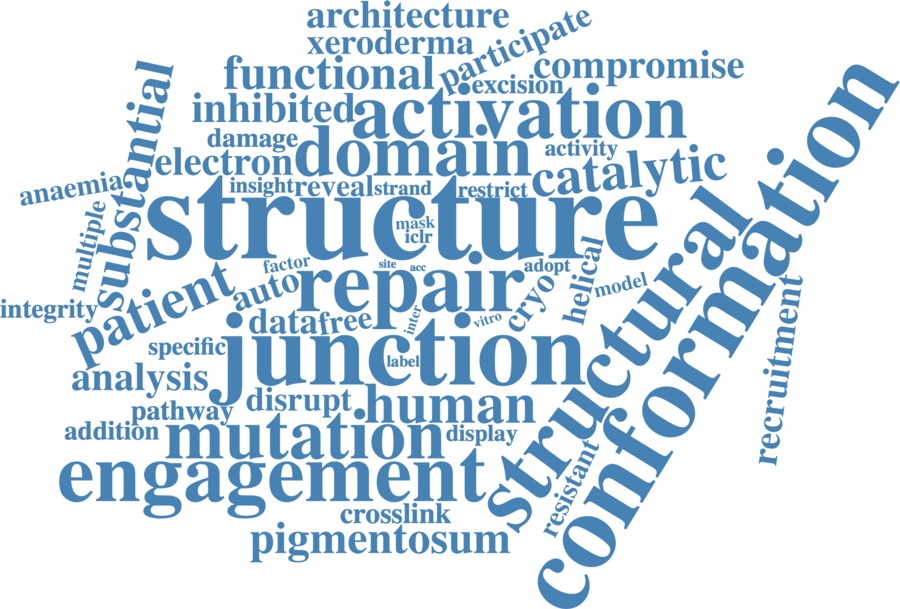 architecture
xeroderma
participate
functional
compromise
excision
substantial
inhibited
activation
damage
domain
activity
electron
catalytic
anaemia
insight
reveal
strand
restrict
structure
mask
iclr
multiple
factor
site
acc
adopt
helical
conformation
structural
patient
auto
repair
cryo
model
integrity
datafree
inter
vitro
recruitment
specific
junction
label
analysis
disrupt
human
pathway
addition
mutation
display
engagement
resistant
crosslink
pigmentosum